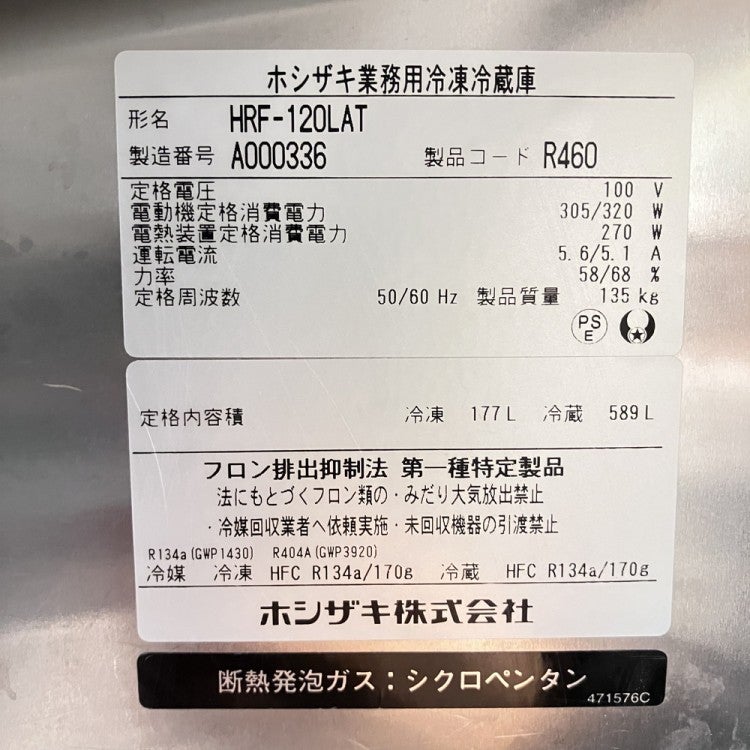 ホシザキ業務用冷凍冷蔵庫
形名 HRF-120LAT
製造番号 A000336 製品コード R460
定格電圧 100 V
電動機定格消費電力 305/320 W
電熱装置定格消費電力 270 W
運転電流 5.6/5.1 A
力率 58/68 %
定格周波数 50/60 Hz 製品質量 135 kg
PS
E
定格内容積 冷凍 177L 冷蔵 589L
フロン排出抑制法 第一種特定製品
法にもとづくフロン類の・みだり大気放出禁止
・冷媒回収業者へ依頼実施・未回収機器の引渡禁止
R134a(GWP1430) R404A(GWP3920)
冷媒 冷凍 HFC R134a/170g 冷蔵 HFC R134a/170g
ホシザキ株式会社
断熱発泡ガス：シクロペンタン
471576C